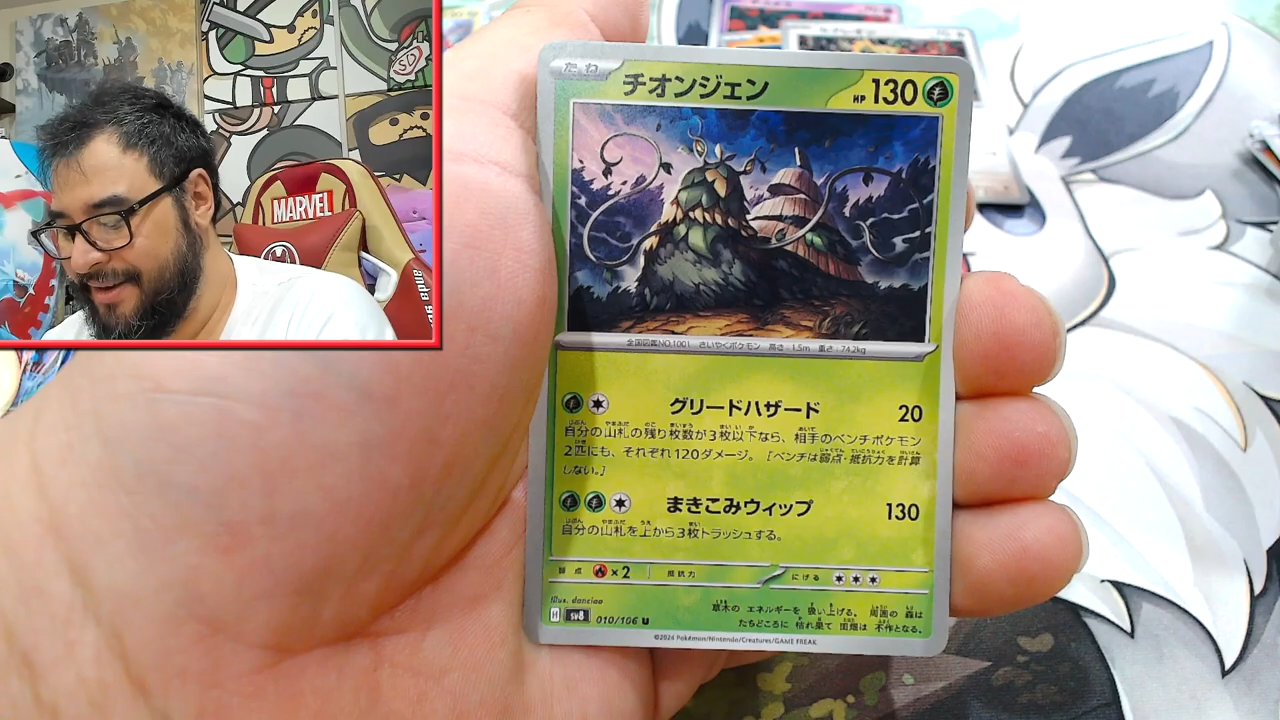 MARVEL
SD
たね
チオンジェン
HP 130
全国図鑑NO.1001 さいやくポケモン 高さ:1.5m 重さ:74.2kg
グリードハザード 20
自分の山札の残り枚数が3枚以下なら、相手のベンチポケモン
2匹にも、それぞれ120ダメージ。[ベンチは弱点・抵抗力を計算
しない。]
まきこみウィップ 130
自分の山札を上から3枚トラッシュする。
弱点 ×2 抵抗力 にげる
Illus. danciao
H sv8 010/106 U
草木の エネルギーを 吸い上げる。 周囲の 森は
たちどころに 枯れ果て 田畑は 不作となる。
©2024 Pokémon/Nintendo/Creatures/GAME FREAK